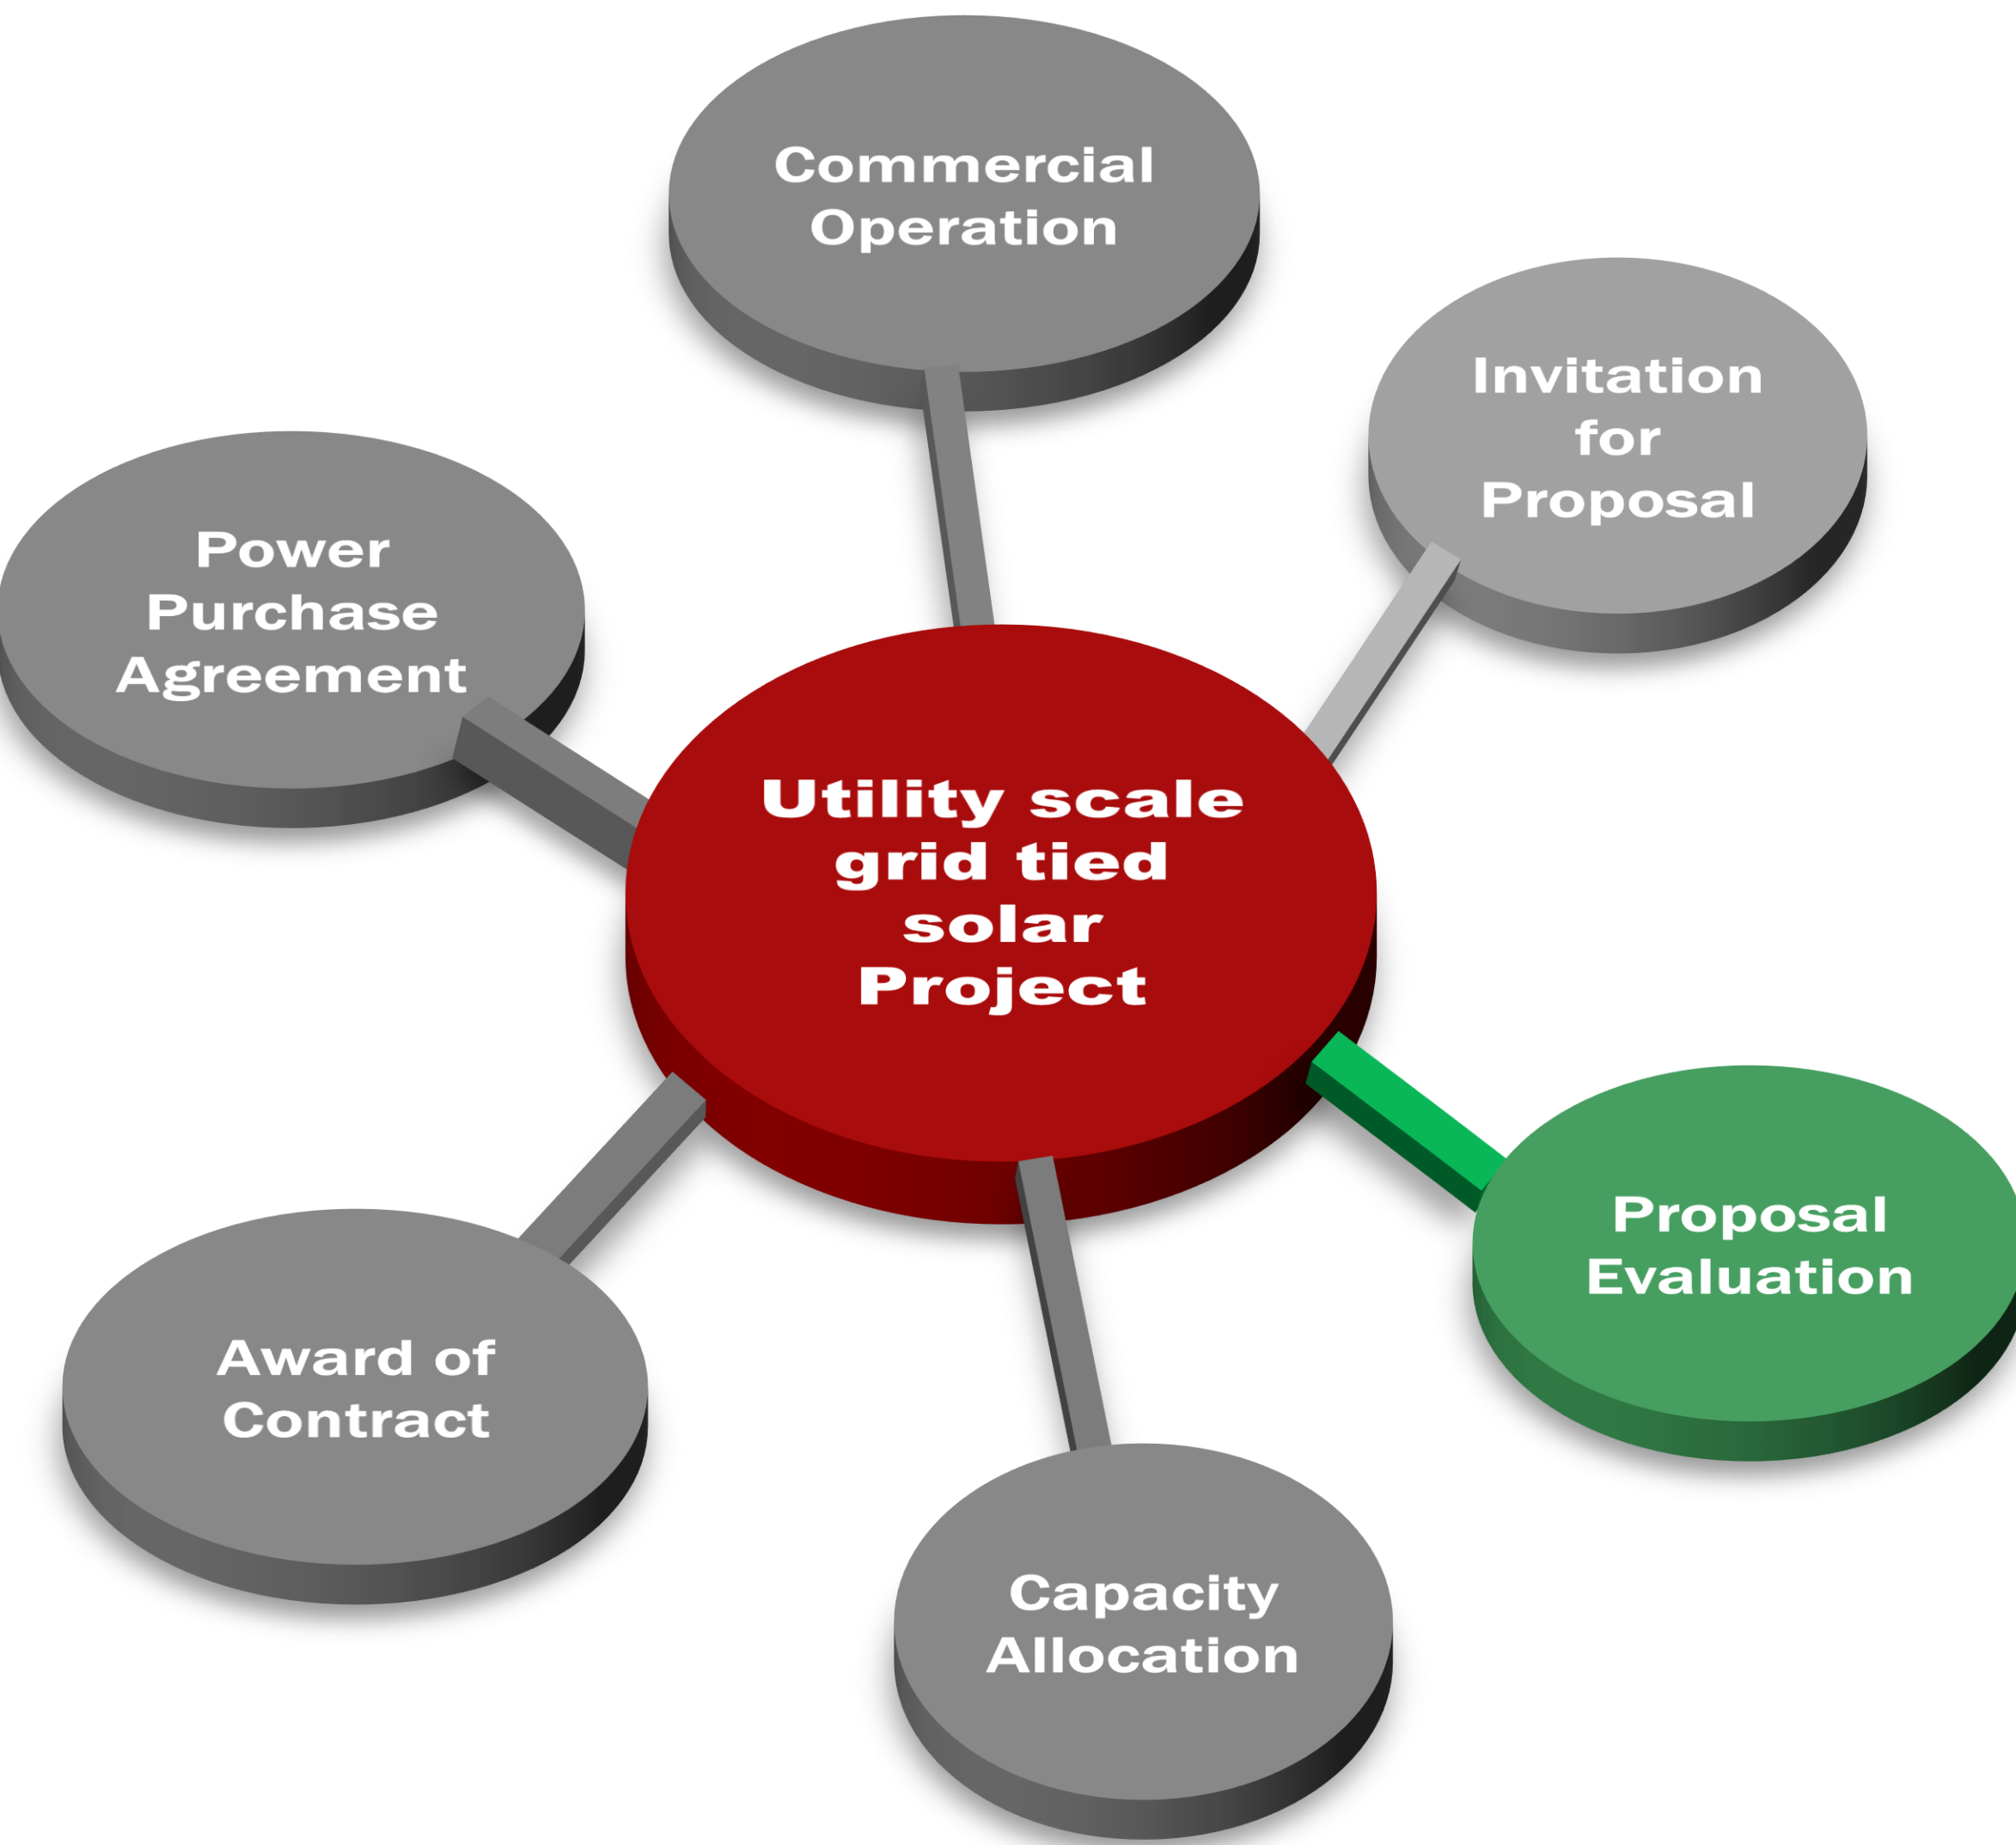 Commercial
Operation
Invitation
for
Proposal
Power
Purchase
Agreement
Utility scale
grid tied
solar
Project
Proposal
Evaluation
Award of
Contract
Capacity
Allocation